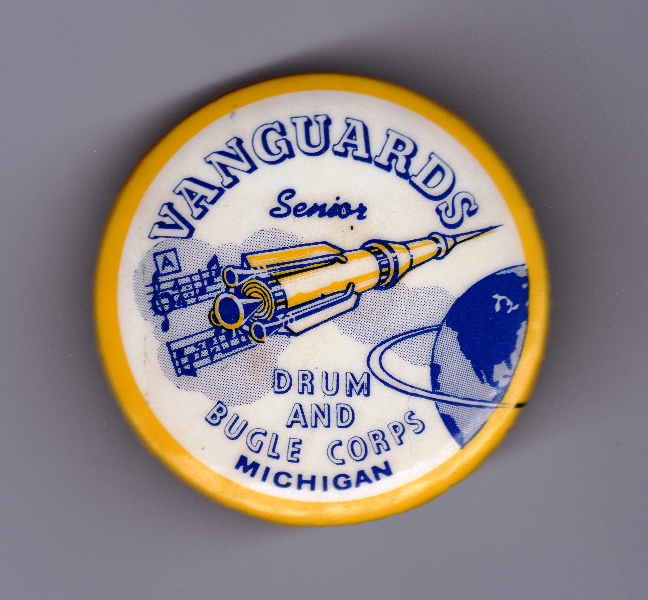 VANGUARDS
Senior
DRUM
AND
BUGLE CORPS
MICHIGAN